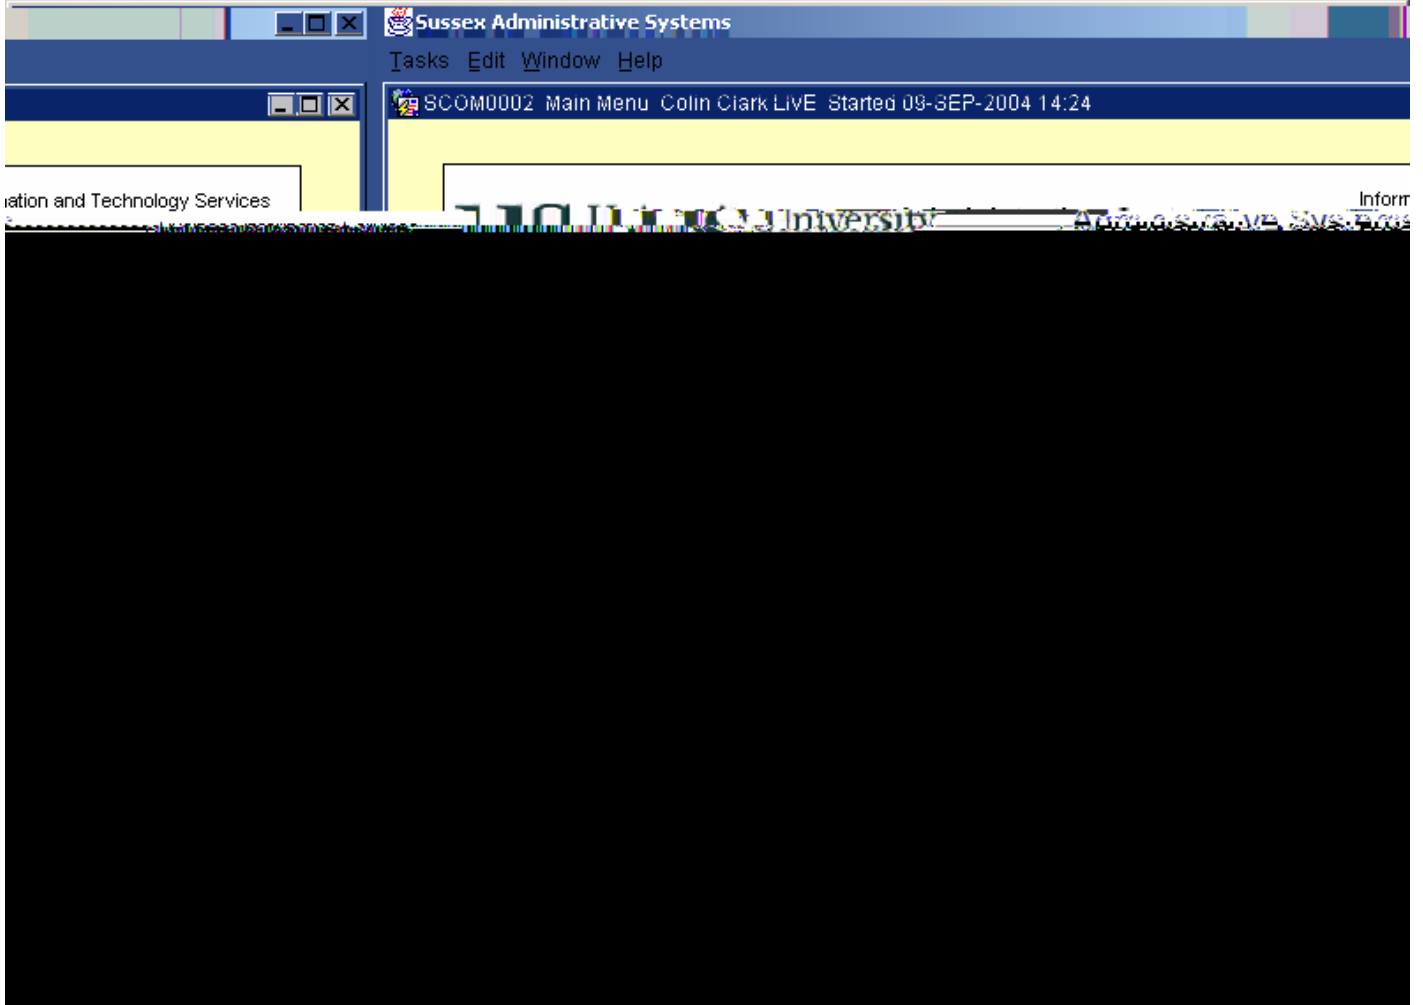 Sussex Administrative Systems
Tasks Edit Window Help
SCOM0002 Main Menu Colin Clark LIVE Started 09-SEP-2004 14:24
ation and Technology Services
Inform
University